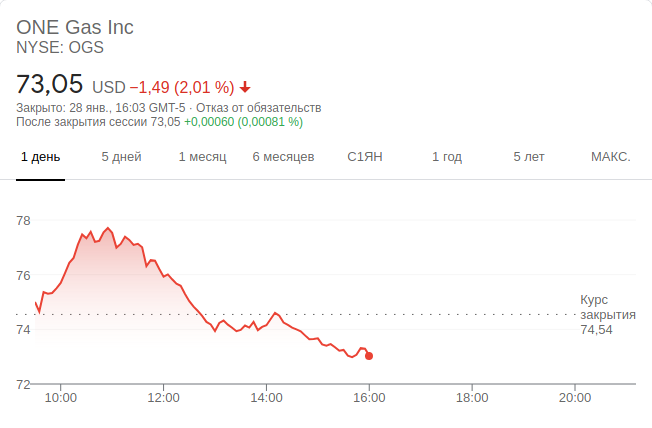 ONE Gas Inc
NYSE: OGS
73,05 USD −1,49 (2,01 %)
Закрыто: 28 янв., 16:03 GMT-5 · Отказ от обязательств
После закрытия сессии 73,05 +0,00060 (0,00081 %)
1 день 5 дней 1 месяц 6 месяцев С1ЯН 1 год 5 лет МАКС.
78
76
Курс
закрытия
74,54
74
72
10:00 12:00 14:00 16:00 18:00 20:00